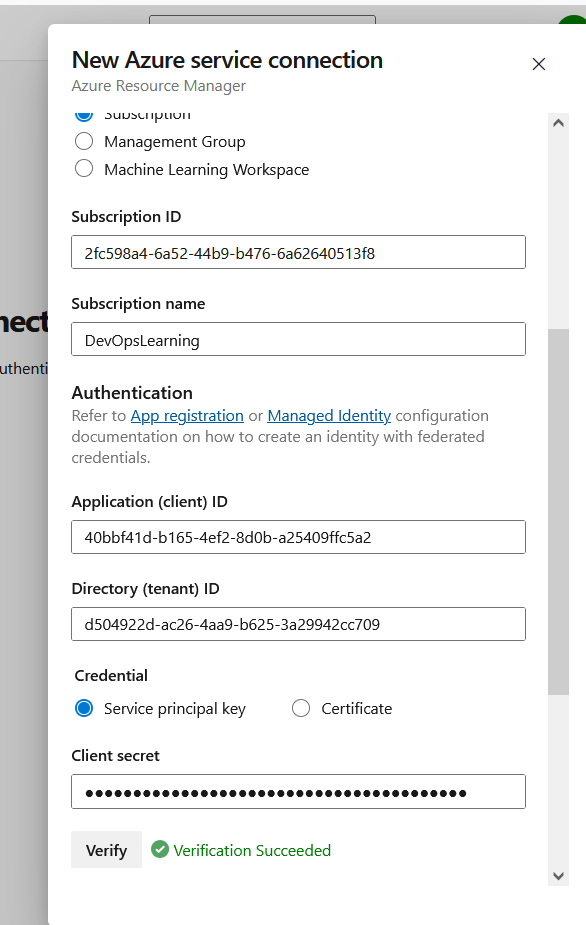 New Azure service connection
Azure Resource Manager
Subscription
Management Group
Machine Learning Workspace
Subscription ID
2fc598a4-6a52-44b9-b476-6a62640513f8
Subscription name
DevOpsLearning
nect
Authentication
uthenti
Refer to App registration or Managed Identity configuration
documentation on how to create an identity with federated
credentials.
Application (client) ID
40bbf41d-b165-4ef2-8d0b-a25409ffc5a2
Directory (tenant) ID
d504922d-ac26-4aa9-b625-3a29942cc709
Credential
Service principal key
Certificate
Client secret
••••••••••••••••••••••••••••••••••••••••
Verify
Verification Succeeded